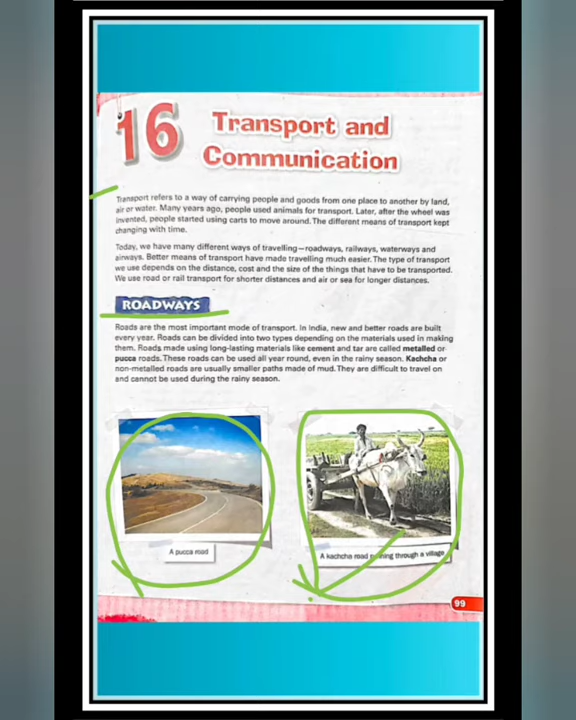 16
Transport and
Communication
Transport refers to a way of carrying people and goods from one place to another by land,
air or water. Many years ago, people used animals for transport. Later, after the wheel was
invented, people started using carts to move around. The different means of transport kept
changing with time.
Today, we have many different ways of travelling—roadways, railways, waterways and
airways. Better means of transport have made travelling much easier. The type of transport
we use depends on the distance, cost and the size of the things that have to be transported.
We use road or rail transport for shorter distances and air or sea for longer distances.
ROADWAYS
Roads are the most important mode of transport. In India, new and better roads are built
every year. Roads can be divided into two types depending on the materials used in making
them. Roads made using long-lasting materials like cement and tar are called metalled or
pucca roads. These roads can be used all year round, even in the rainy season. Kachcha or
non-metalled roads are usually smaller paths made of mud. They are difficult to travel on
and cannot be used during the rainy season.
A pucca road
A kachcha road running through a village
99